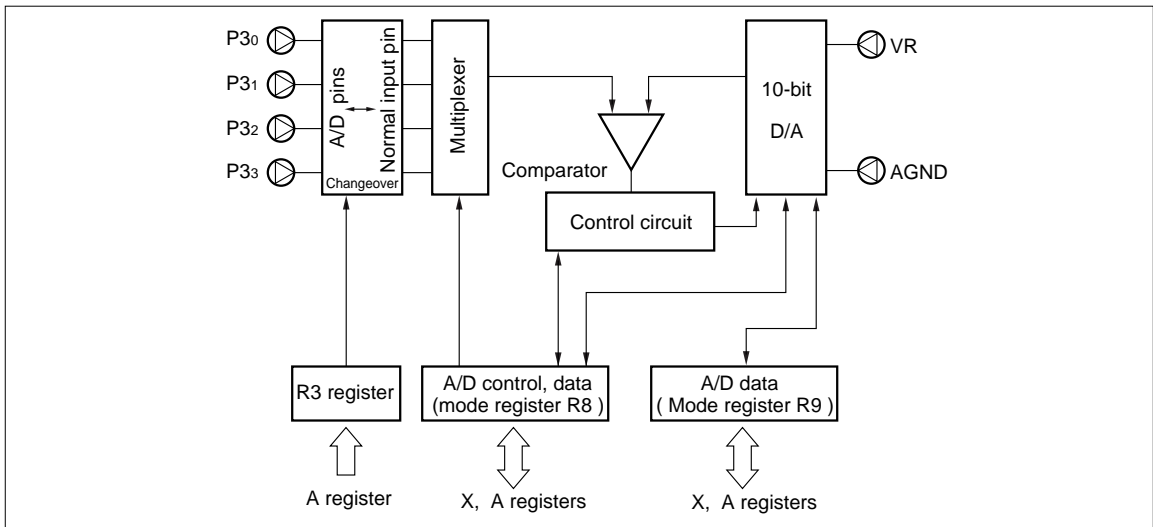 P30
P31
P32
P33
A/D pins
Normal input pin
Changeover
Multiplexer
Comparator
Control circuit
10-bit
D/A
VR
AGND
R3 register
A/D control, data
(mode register R8 )
A/D data
( Mode register R9 )
A register
X, A registers
X, A registers